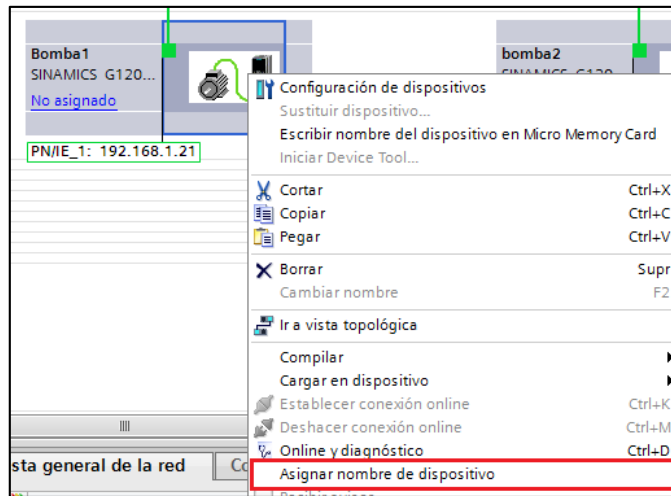 Bomba1
SINAMICS G120...
No asignado
PN/IE_1: 192.168.1.21
bomba2
SINAMICS G120
Configuración de dispositivos
Sustituir dispositivo...
Escribir nombre del dispositivo en Micro Memory Card
Iniciar Device Tool...
Cortar Ctrl+X
Copiar Ctrl+C
Pegar Ctrl+V
Borrar Supr
Cambiar nombre F2
Ir a vista topológica
Compilar
Cargar en dispositivo
Establecer conexión online Ctrl+K
Deshacer conexión online Ctrl+M
Online y diagnóstico Ctrl+D
Asignar nombre de dispositivo
sta general de la red
Co